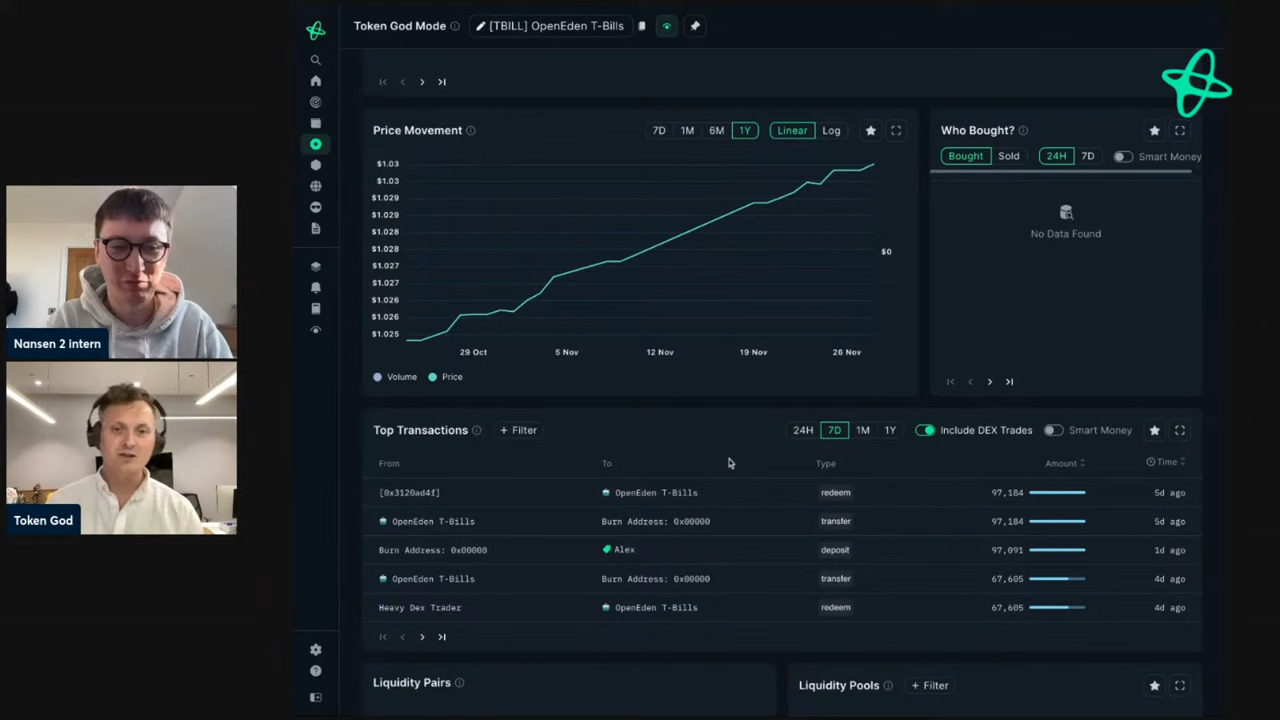 Token God Mode [TBILL] OpenEden T-Bills
Price Movement 7D 1M 6M 1Y Linear Log
$1.03
$1.03
$1.029
$1.028
$1.028
$1.027
$1.027
$1.026
$1.026
$1.025
$0
29 Oct 5 Nov 12 Nov 19 Nov 26 Nov
Volume Price
Who Bought?
Bought Sold 24H 7D Smart Money
No Data Found
Nansen 2 Intern
Token God
Top Transactions + Filter 24H 7D 1M 1Y Include DEX Trades Smart Money
From To Type Amount Time
[0x3120ad4f] OpenEden T-Bills redeem 97,184 5d ago
OpenEden T-Bills Burn Address: 0x00000 transfer 97,184 5d ago
Burn Address: 0x00000 Alex deposit 97,091 1d ago
OpenEden T-Bills Burn Address: 0x00000 transfer 67,605 4d ago
Heavy Dex Trader OpenEden T-Bills redeem 67,605 4d ago
Liquidity Pairs
Liquidity Pools + Filter